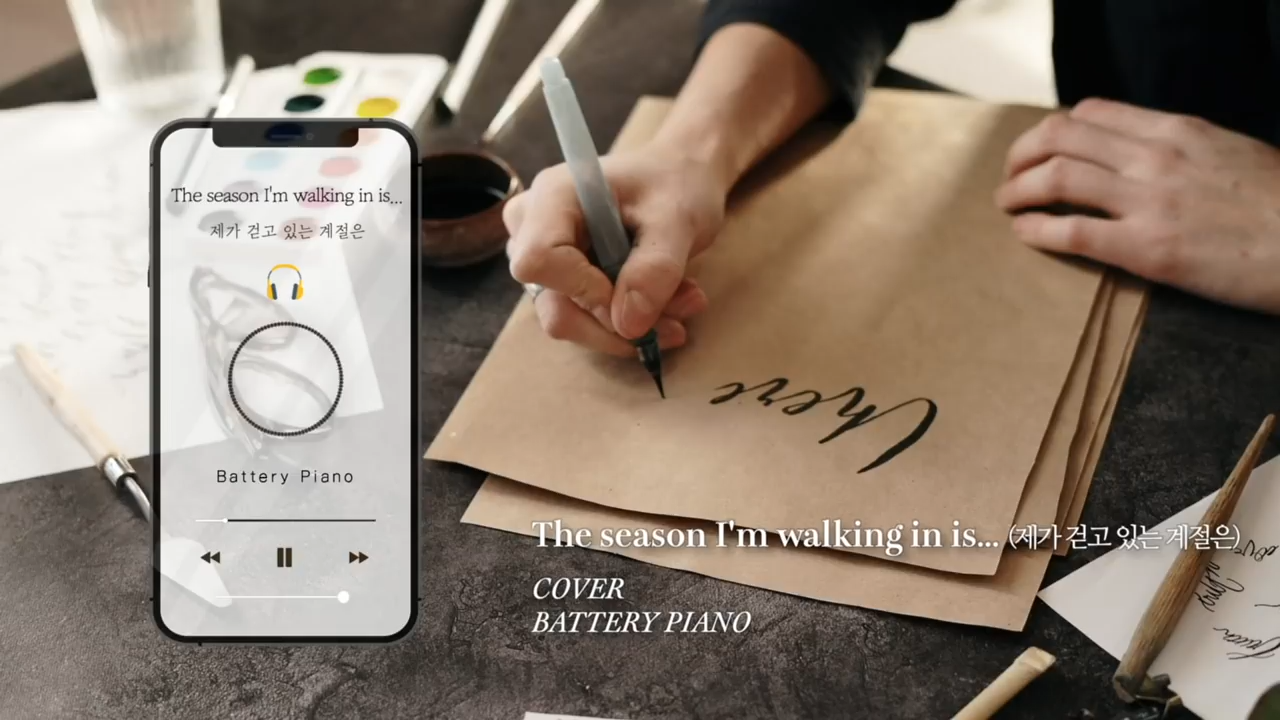 The season I'm walking in is...
제가 걷고 있는 계절은
Battery Piano
The season I'm walking in is... (제가 걷고 있는 계절은)
COVER
BATTERY PIANO